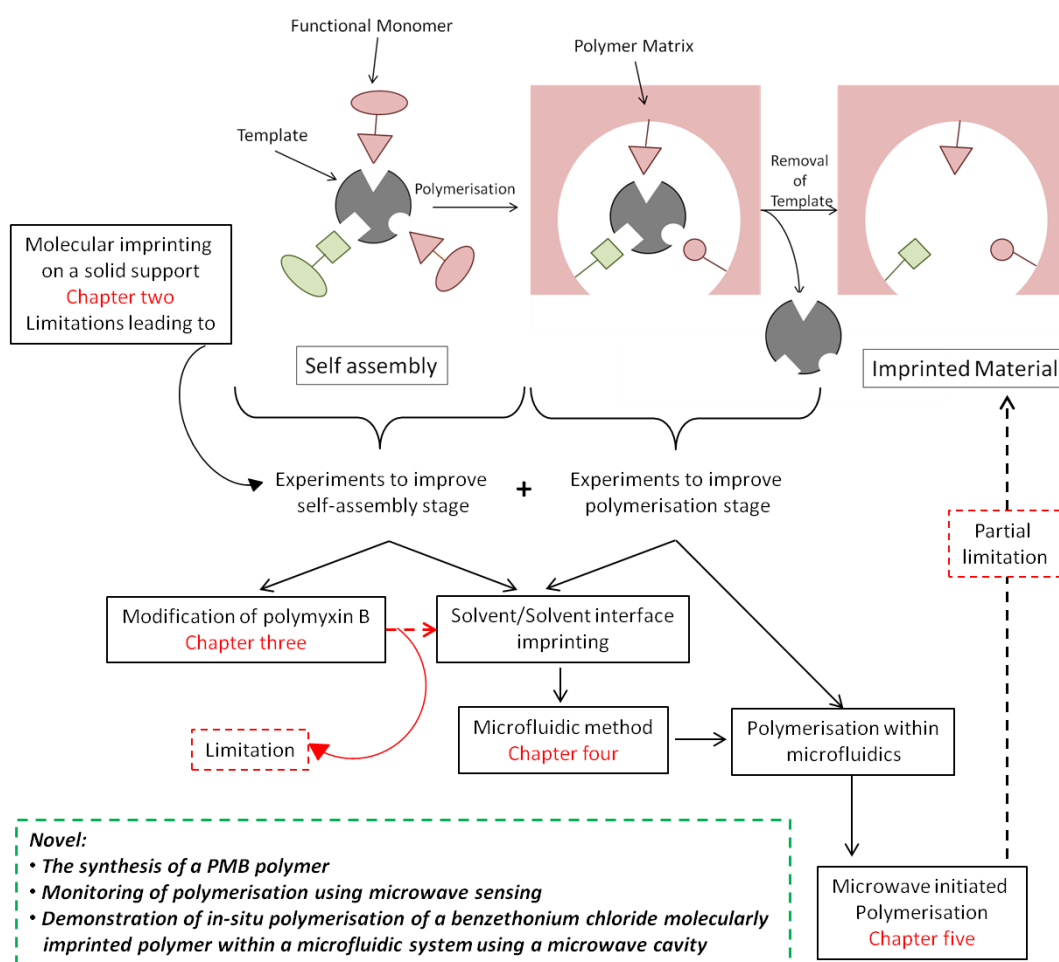 Functional Monomer
Polymer Matrix
Template
Polymerisation
Removal
of
Template
Molecular imprinting
on a solid support
Chapter two
Limitations leading to
Self assembly
Imprinted Material
Experiments to improve
self-assembly stage
+
Experiments to improve
polymerisation stage
Partial
limitation
Modification of polymyxin B
Chapter three
Solvent/Solvent interface
imprinting
Limitation
Microfluidic method
Chapter four
Polymerisation within
microfluidics
Novel:
• The synthesis of a PMB polymer
• Monitoring of polymerisation using microwave sensing
• Demonstration of in-situ polymerisation of a benzethonium chloride molecularly
imprinted polymer within a microfluidic system using a microwave cavity
Microwave initiated
Polymerisation
Chapter five